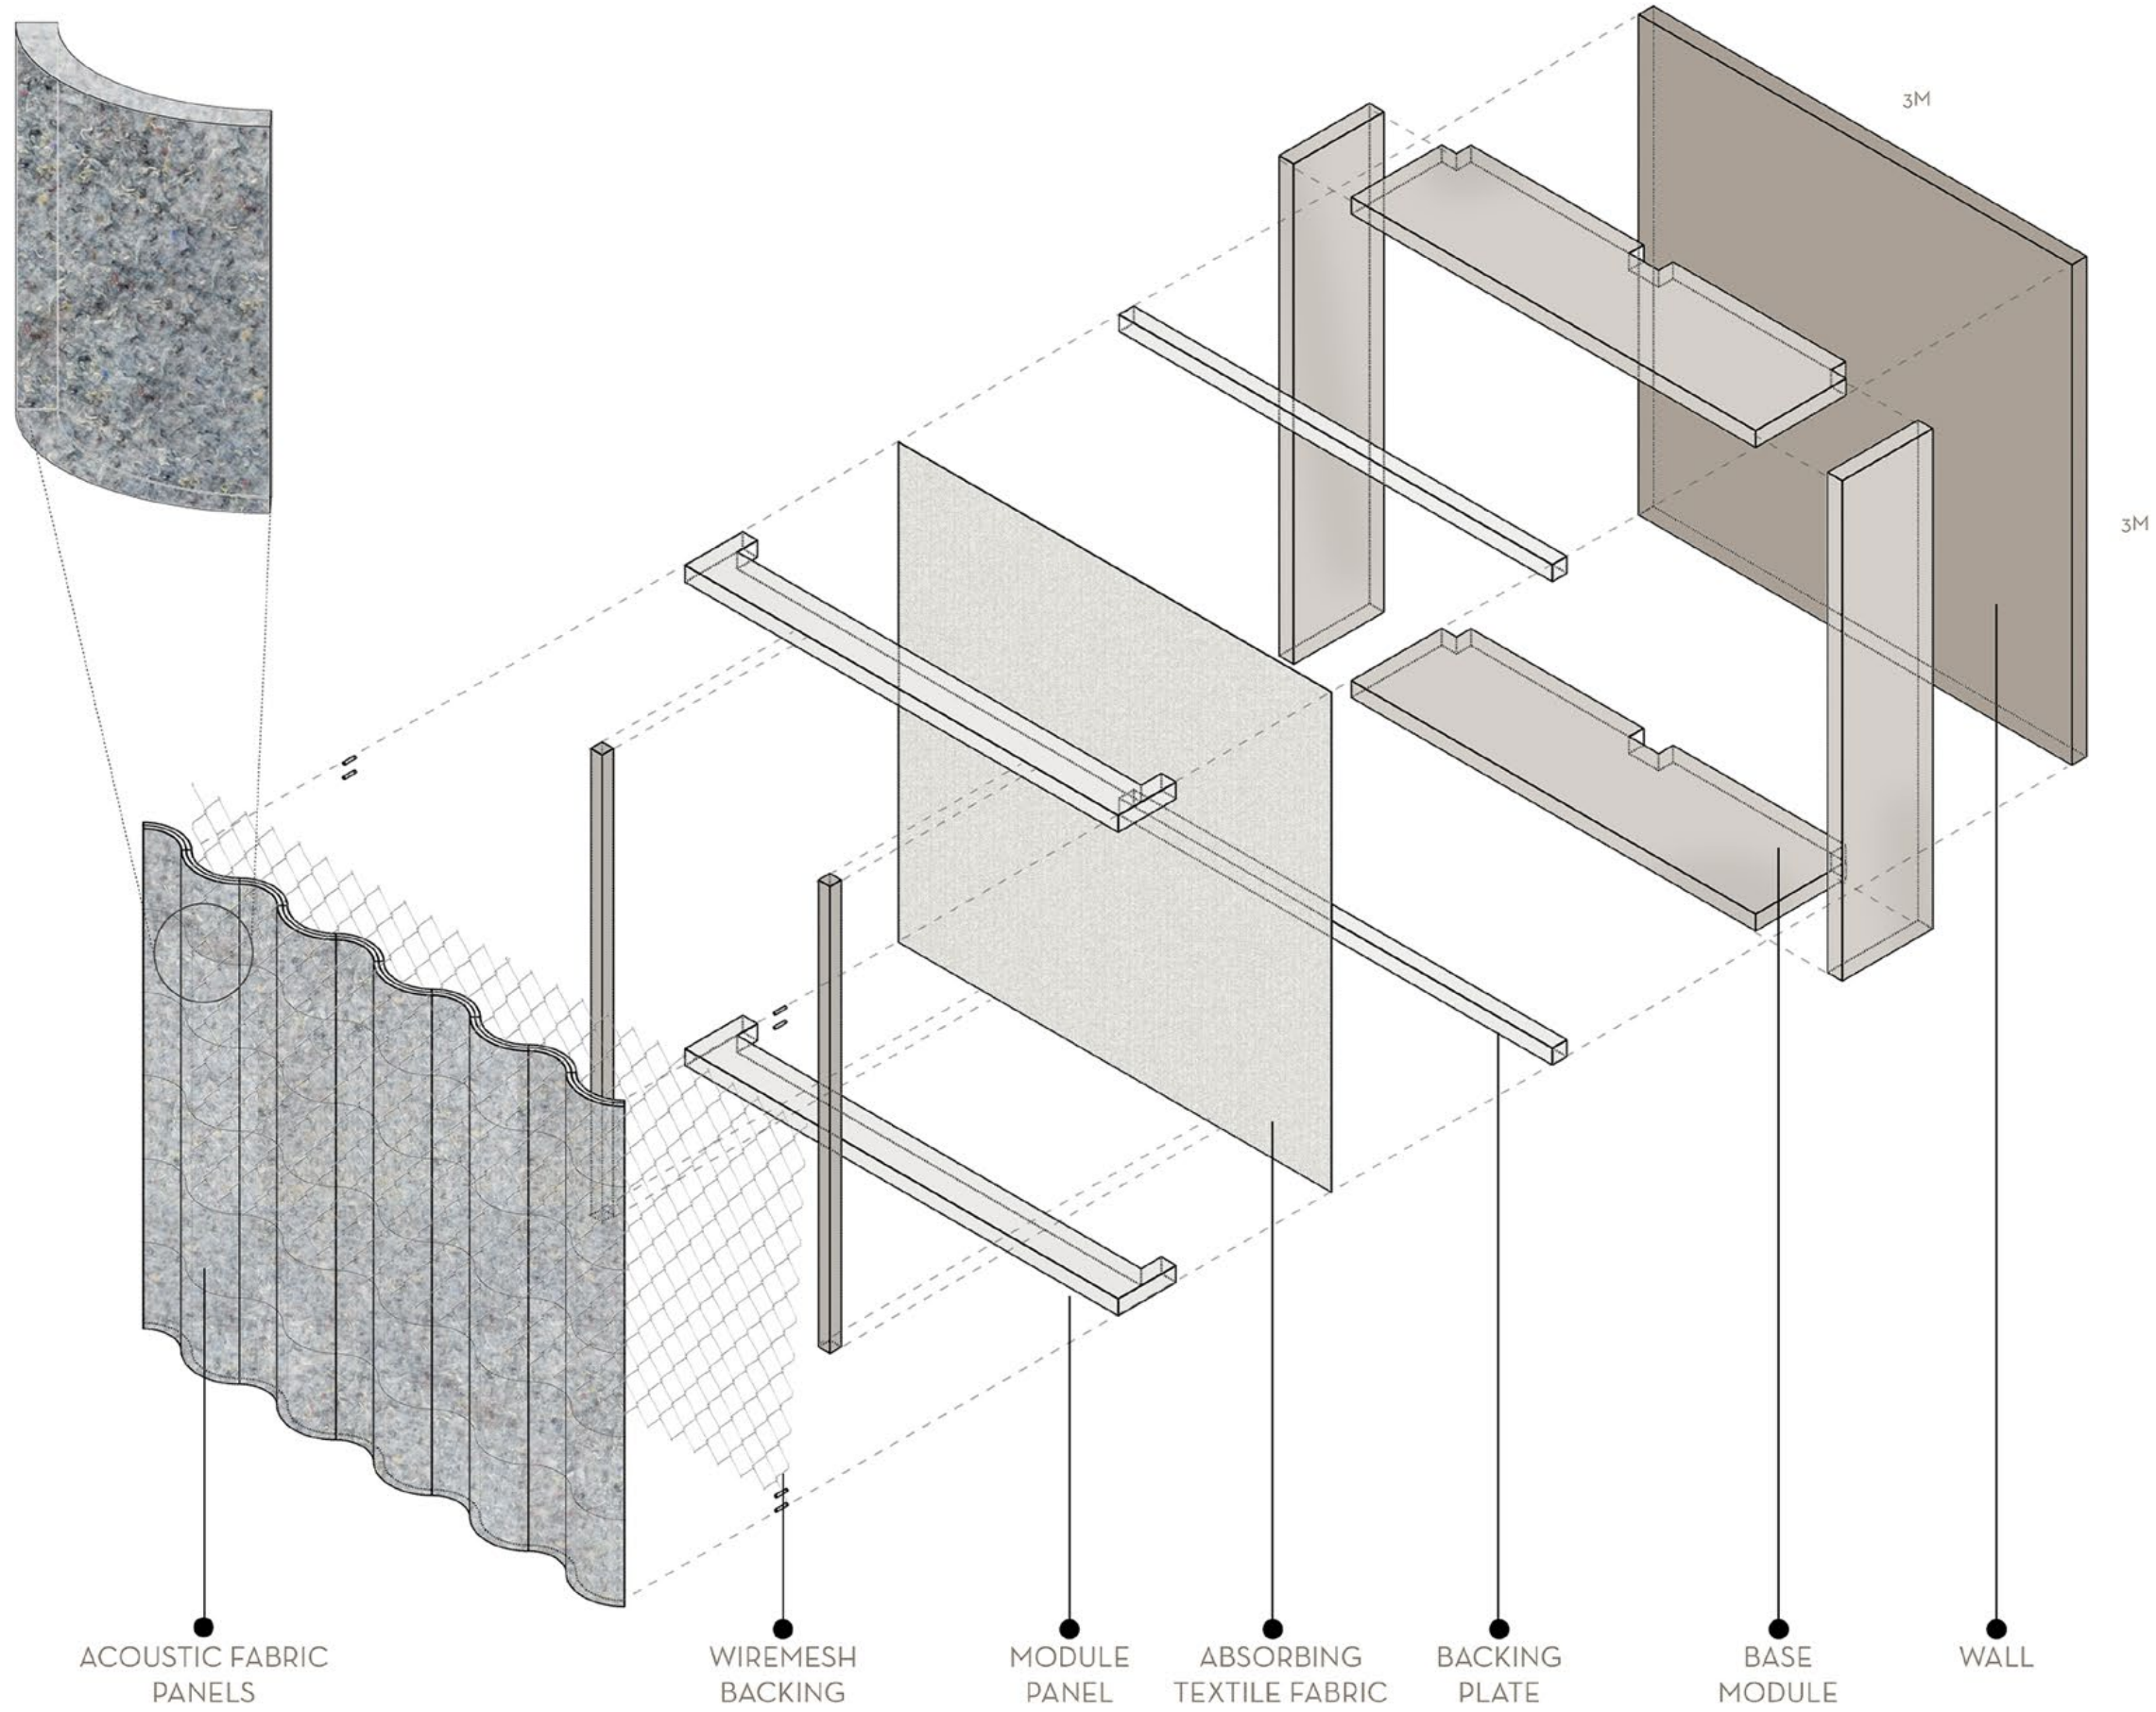 3M
3M
ACOUSTIC FABRIC
PANELS
WIREMESH
BACKING
MODULE
PANEL
ABSORBING
TEXTILE FABRIC
BACKING
PLATE
BASE
MODULE
WALL